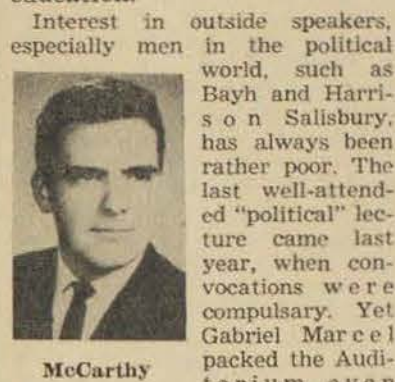 Interest in outside speakers,
especially men in the political
world, such as
Bayh and Harri-
s o n Salisbury,
has always been
rather poor. The
last well-attend-
ed "political" lec-
ture came last
year, when con-
vocations w e r e
compulsary. Yet
Gabriel Mar c e l
packed the Audi-
McCarthy